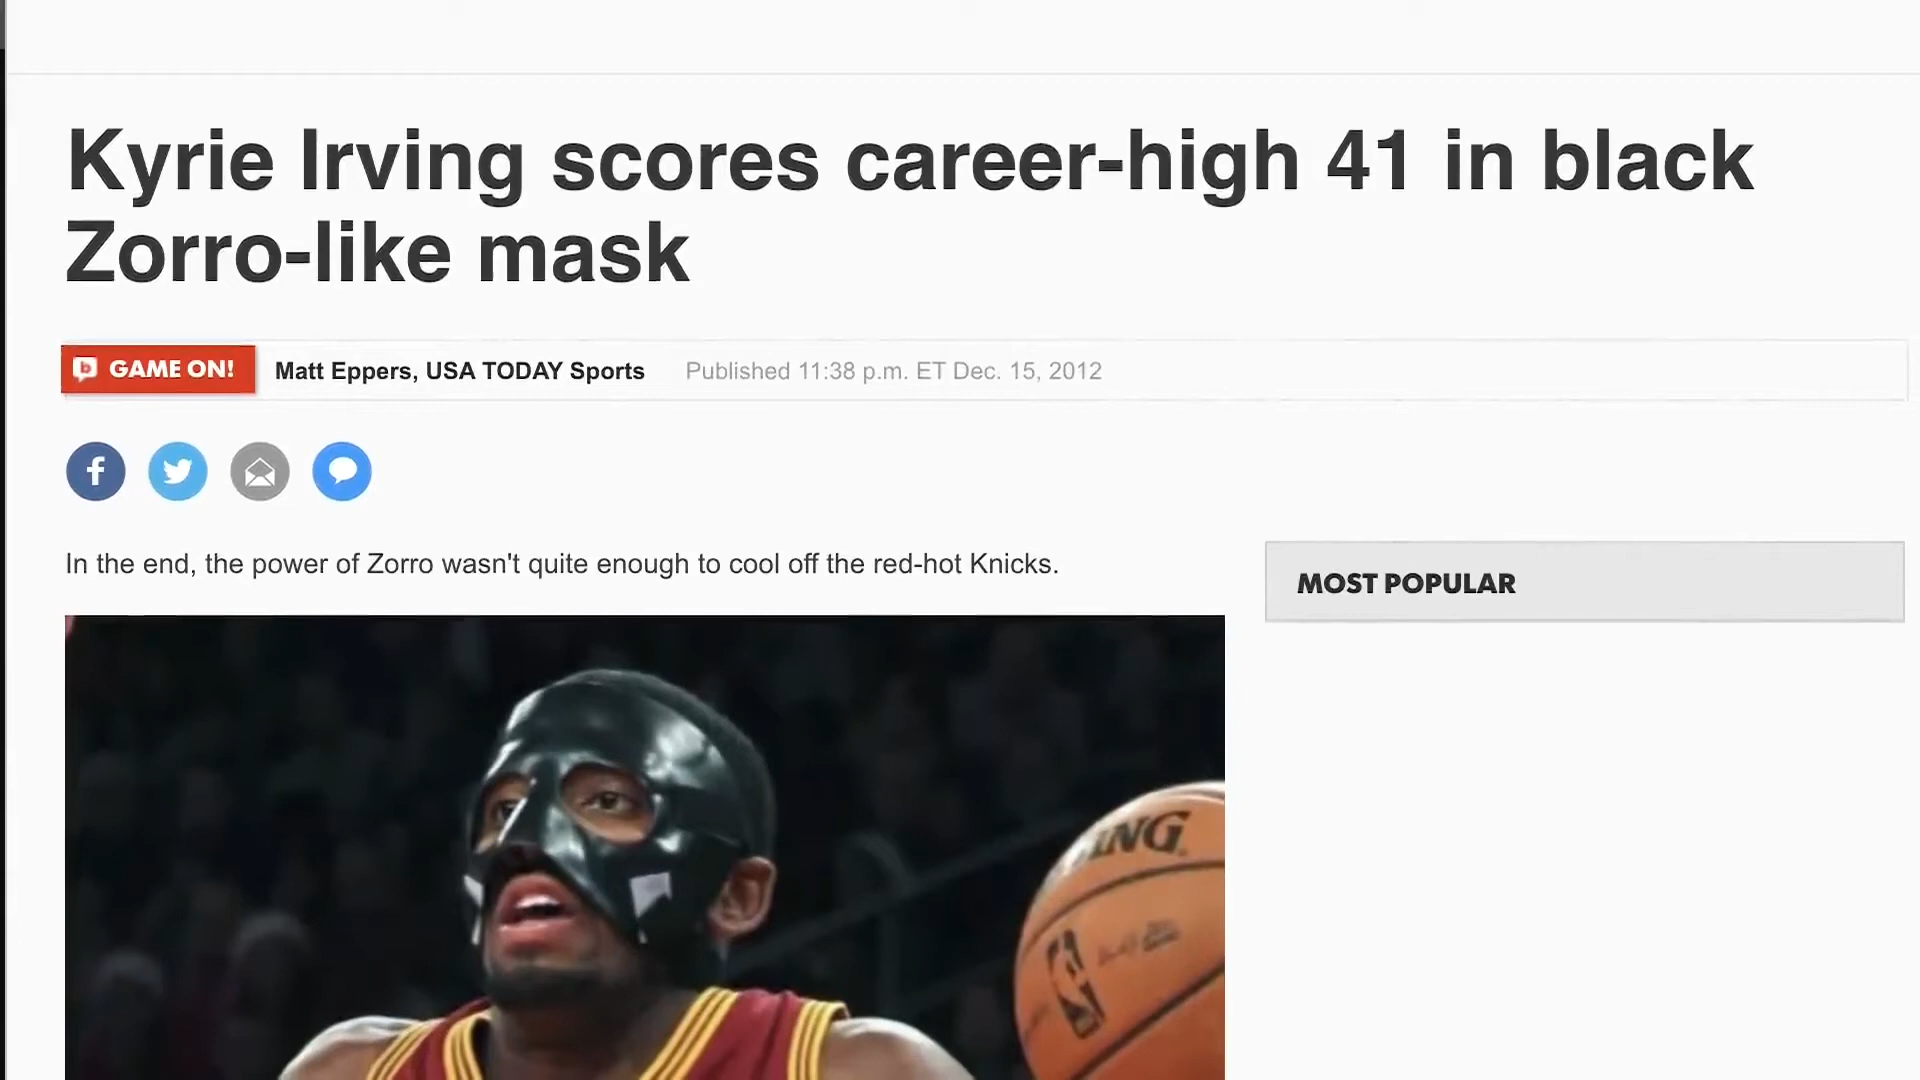 Kyrie Irving scores career-high 41 in black
Zorro-like mask
GAME ON!
Matt Eppers, USA TODAY Sports
Published 11:38 p.m. ET Dec. 15, 2012
In the end, the power of Zorro wasn't quite enough to cool off the red-hot Knicks.
MOST POPULAR